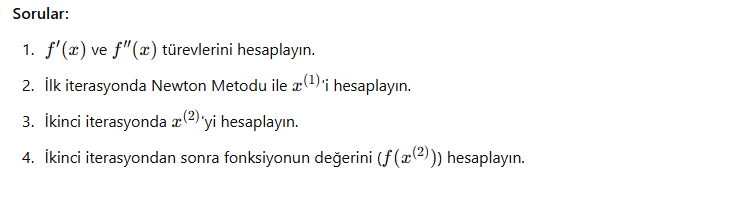 Sorular:
1. f′(x) ve f″(x) türevlerini hesaplayın.
2. İlk iterasyonda Newton Metodu ile x⁽¹⁾'i hesaplayın.
3. İkinci iterasyonda x⁽²⁾'yi hesaplayın.
4. İkinci iterasyondan sonra fonksiyonun değerini (f(x⁽²⁾)) hesaplayın.